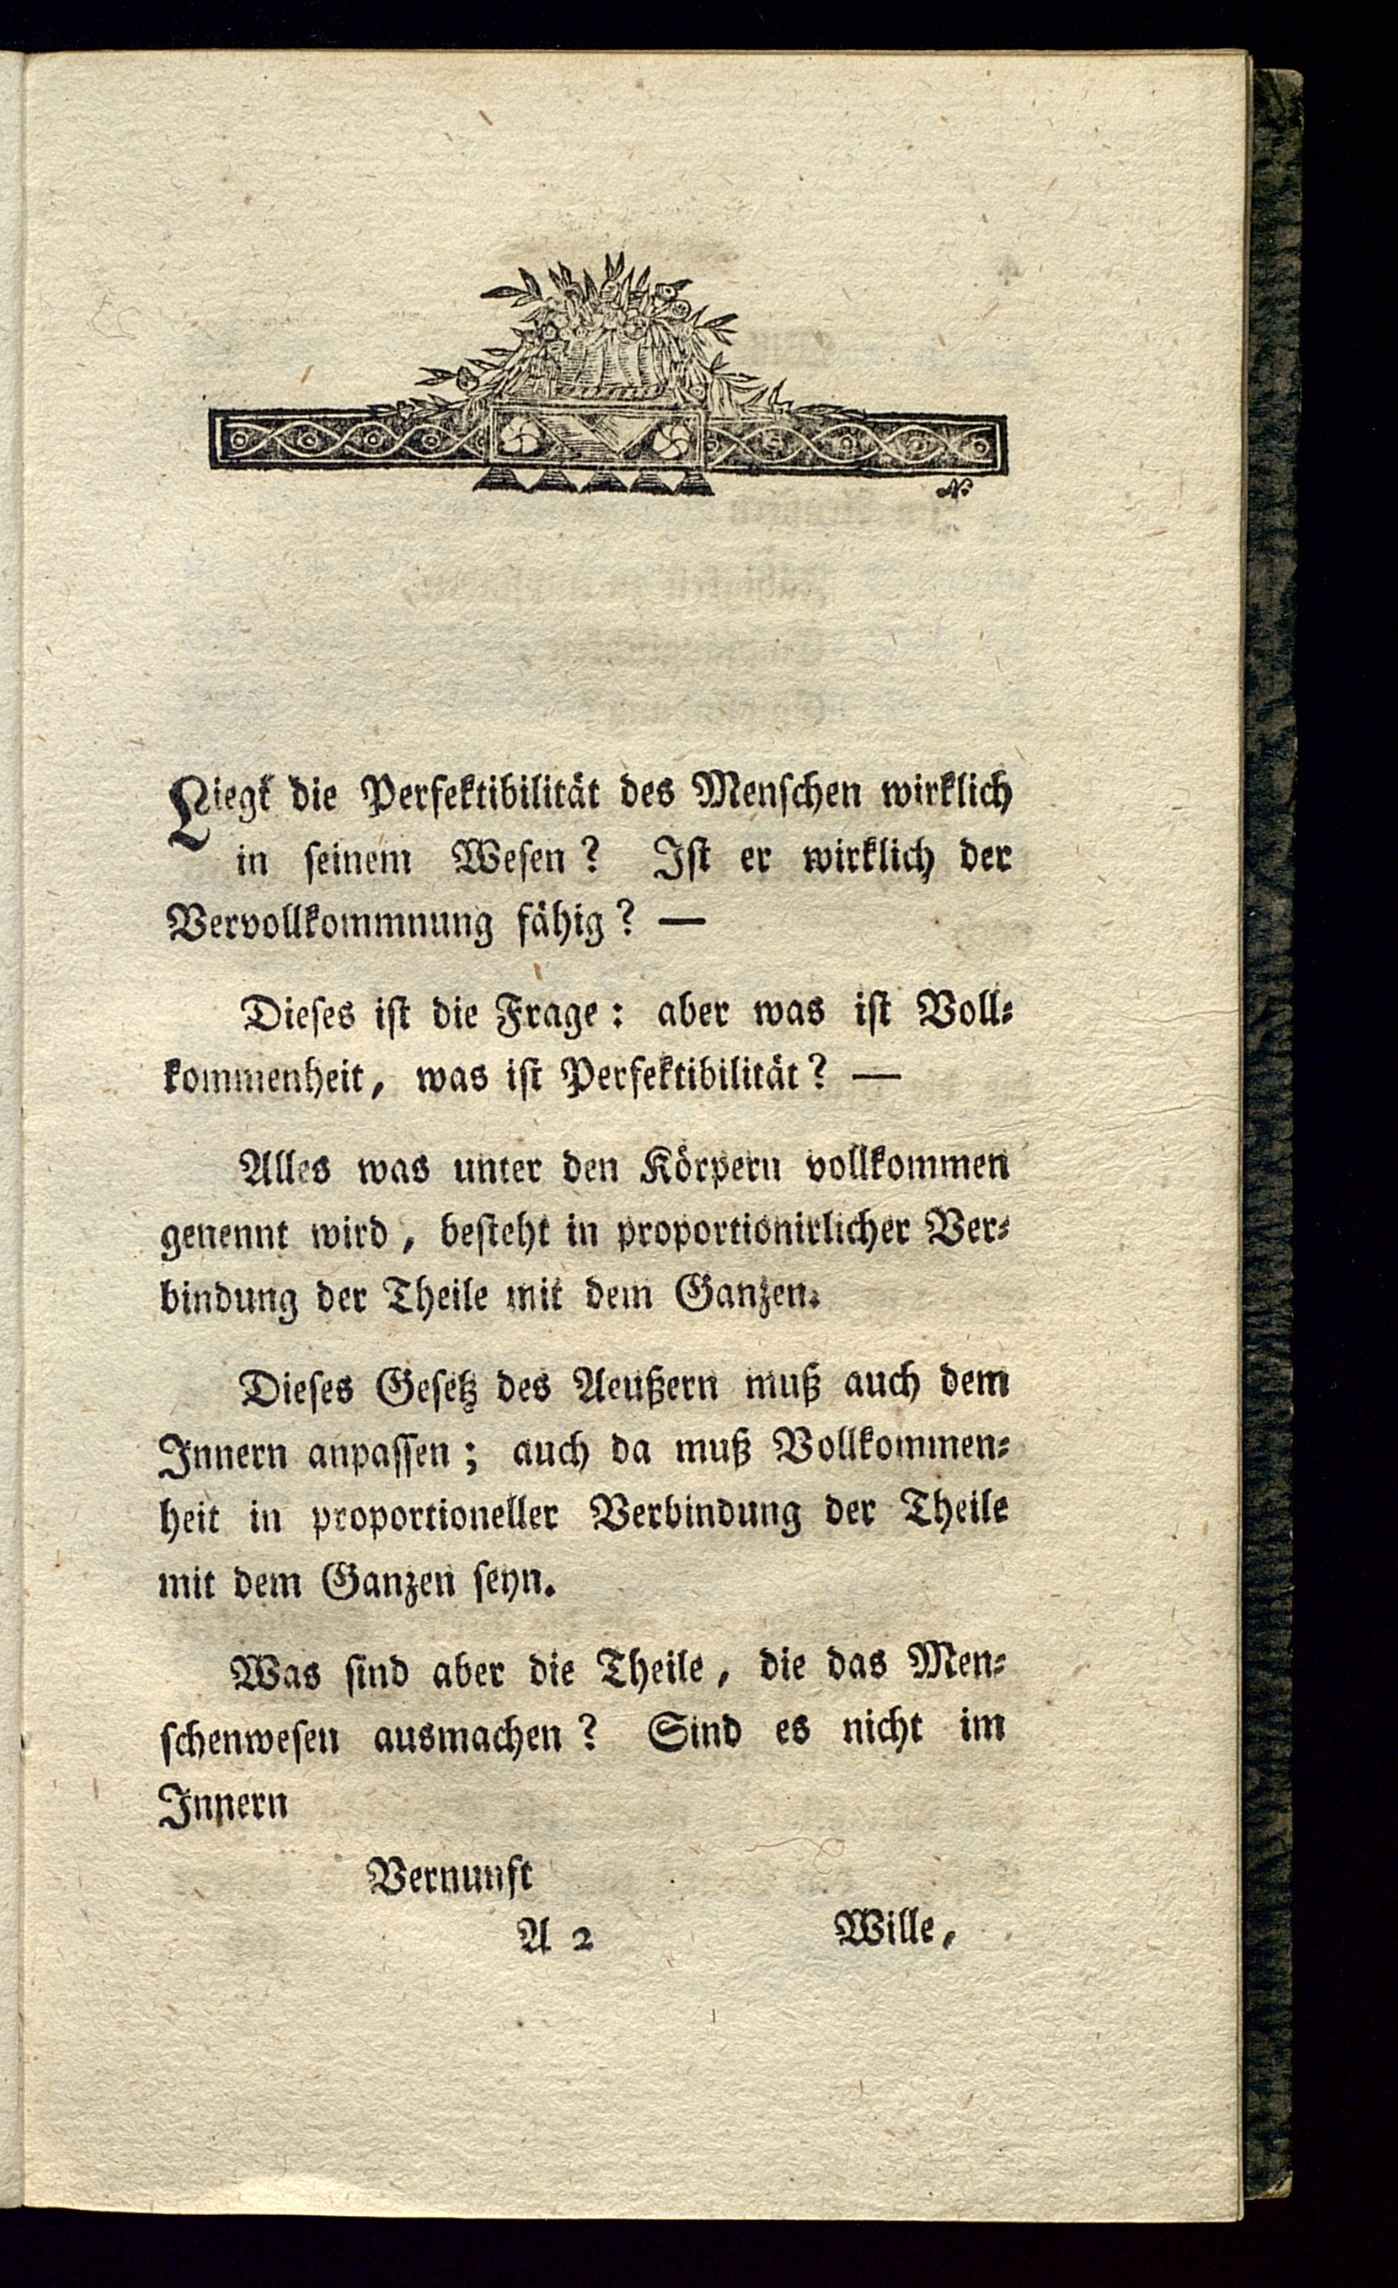 Liegt die Perfektibilität des Menschen wirklich
in seinem Wesen? Ist er wirklich der
Vervollkommnung fähig? —
Dieses ist die Frage: aber was ist Voll-
kommenheit, was ist Perfektibilität? —
Alles was unter den Körpern vollkommen
genennt wird, besteht in proportionirlicher Ver-
bindung der Theile mit dem Ganzen.
Dieses Gesetz des Aeußern muß auch dem
Innern anpassen; auch da muß Vollkommen-
heit in proportioneller Verbindung der Theile
mit dem Ganzen seyn.
Was sind aber die Theile, die das Men-
schenwesen ausmachen? Sind es nicht im
Innern
Vernunft
A 2 Wille,